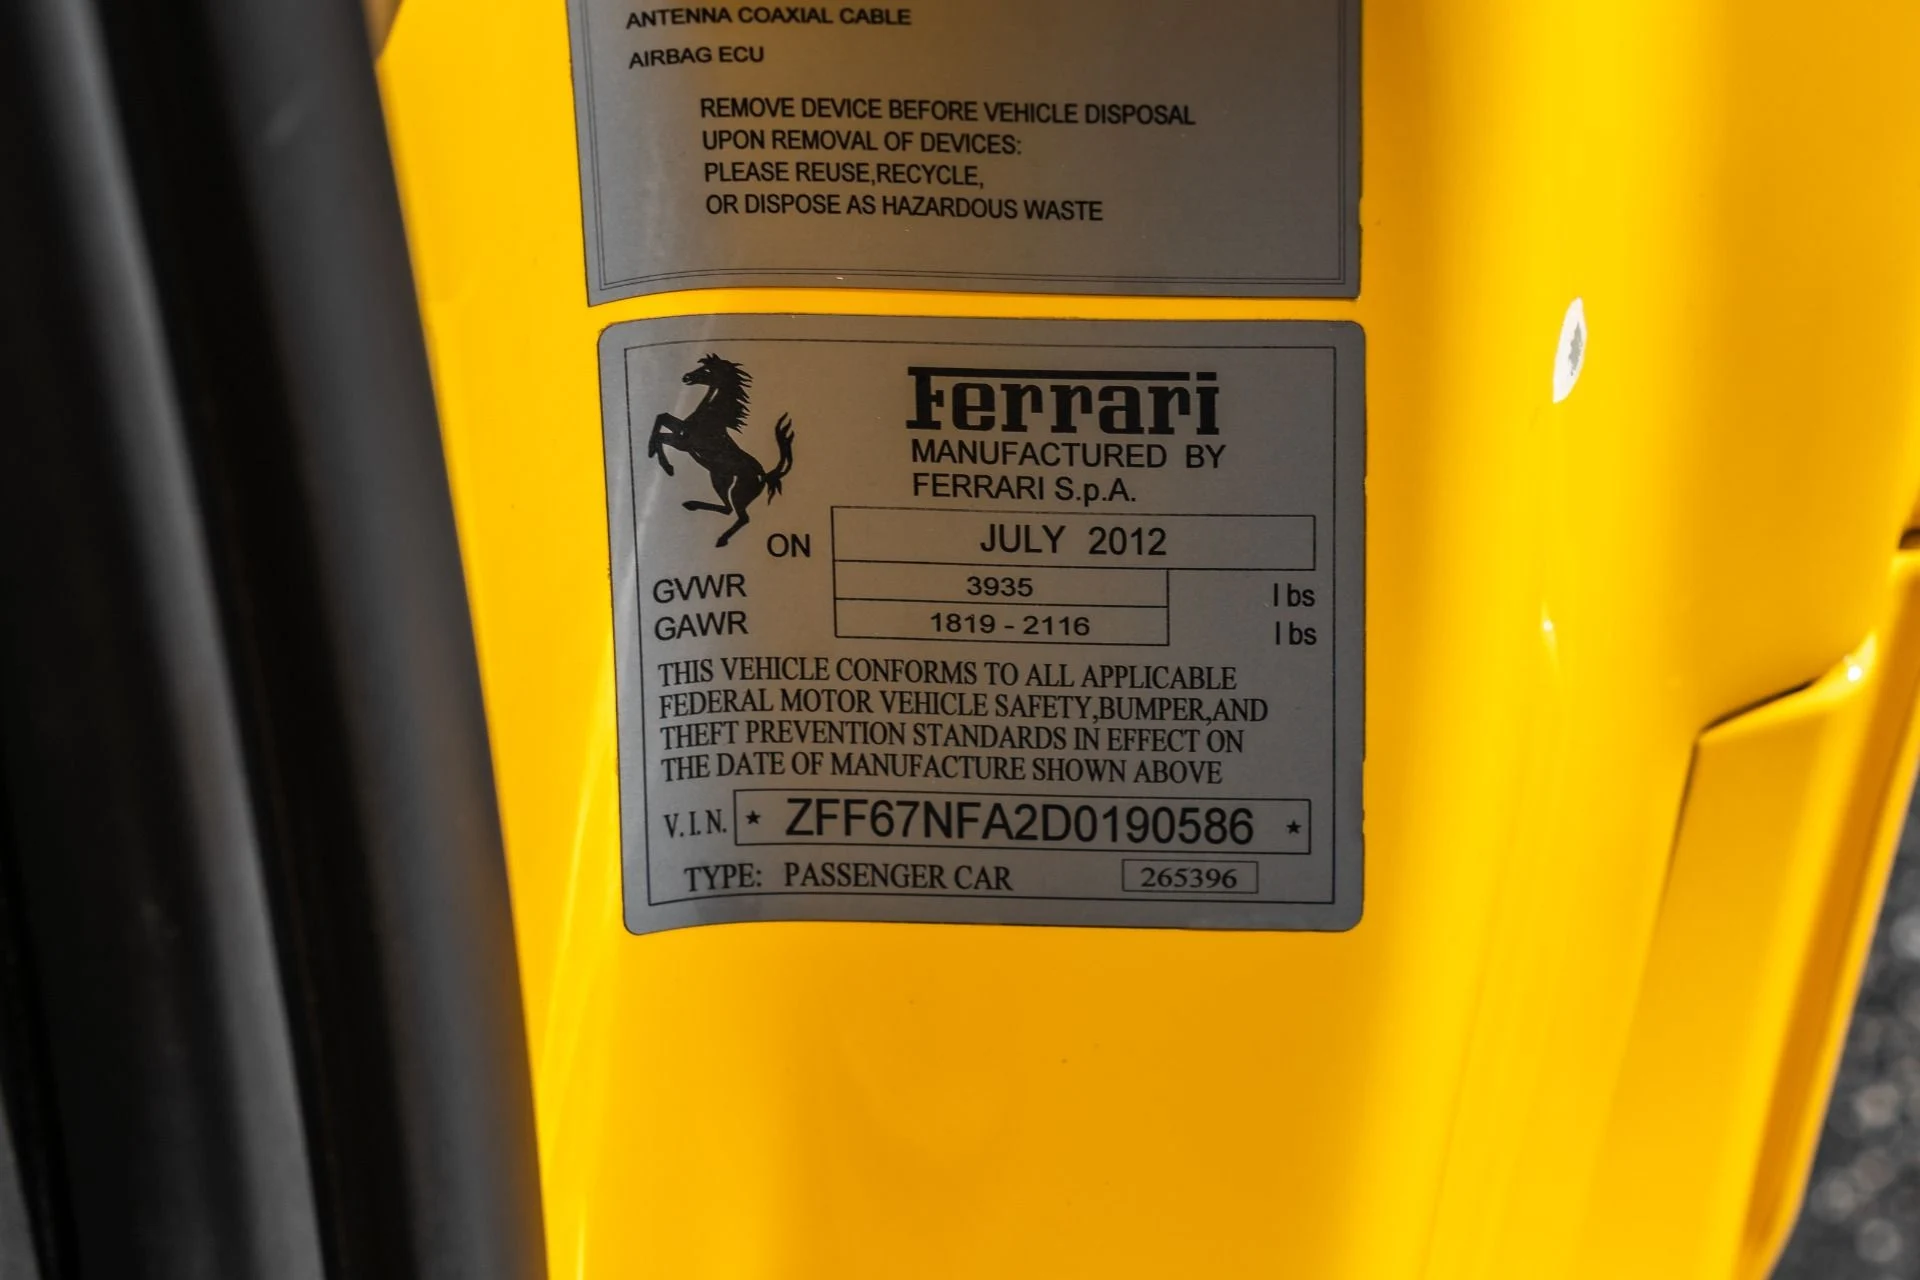 ANTENNA COAXIAL CABLE
AIRBAG ECU
REMOVE DEVICE BEFORE VEHICLE DISPOSAL
UPON REMOVAL OF DEVICES:
PLEASE REUSE,RECYCLE,
OR DISPOSE AS HAZARDOUS WASTE
Ferrari
MANUFACTURED BY
FERRARI S.p.A.
ON JULY 2012
GVWR 3935 lbs
GAWR 1819 - 2116 lbs
THIS VEHICLE CONFORMS TO ALL APPLICABLE
FEDERAL MOTOR VEHICLE SAFETY,BUMPER,AND
THEFT PREVENTION STANDARDS IN EFFECT ON
THE DATE OF MANUFACTURE SHOWN ABOVE
V.I.N. ★ ZFF67NFA2D0190586 ★
TYPE: PASSENGER CAR 265396